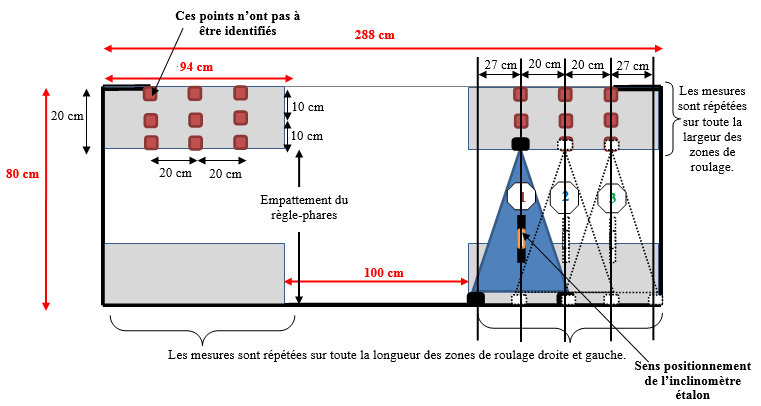 Ces points n'ont pas à
être identifiés
288 cm
94 cm
27 cm
20 cm
20 cm
27 cm
20 cm
10 cm
10 cm
20 cm
20 cm
80 cm
Empattement du
règle-phares
100 cm
1
2
3
Les mesures
sont répétées
sur toute la
largeur des
zones de
roulage.
Les mesures sont répétées sur toute la longueur des zones de roulage droite et gauche.
Sens positionnement
de l'inclinomètre
étalon